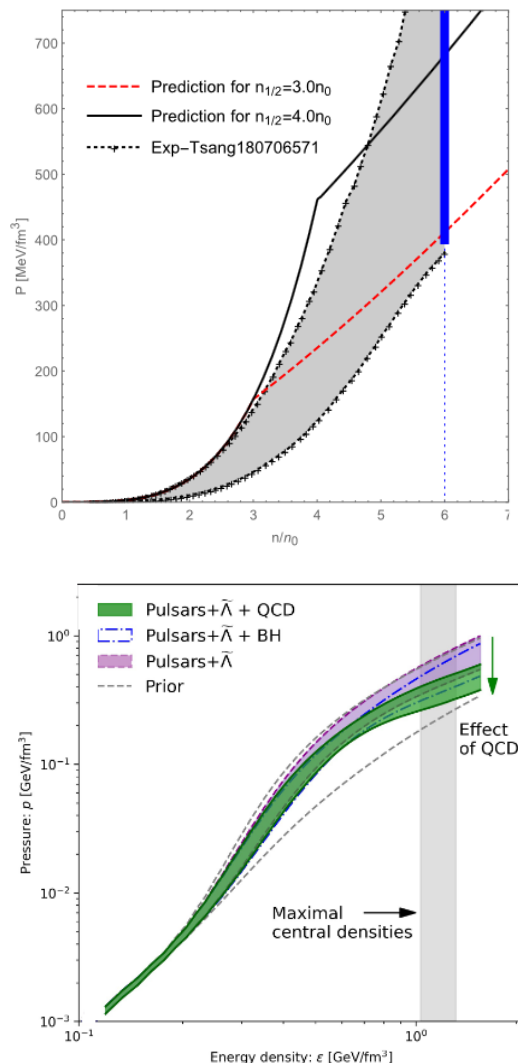 700
600
500
400
300
200
100
0
P [MeV/fm³]
Prediction for n₁/₂=3.0n₀
Prediction for n₁/₂=4.0n₀
Exp-Tsang180706571
0 1 2 3 4 5 6 7
n/n₀
Pulsars+Λ̃ + QCD
Pulsars+Λ̃ + BH
Pulsars+Λ̃
Prior
10⁰
10⁻¹
10⁻²
10⁻³
Pressure: p [GeV/fm³]
Effect
of QCD
Maximal
central densities
10⁻¹ 10⁰
Energy density: ε [GeV/fm³]